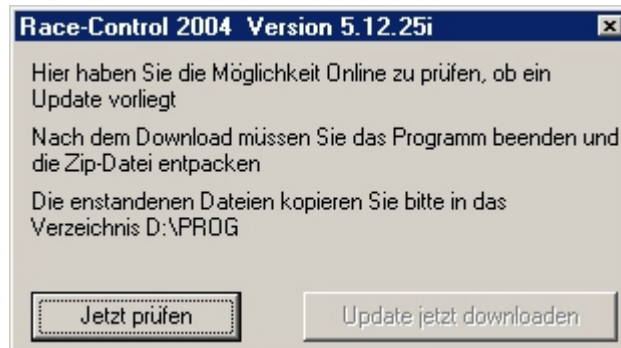 Race-Control 2004 Version 5.12.25i
Hier haben Sie die Möglichkeit Online zu prüfen, ob ein
Update vorliegt
Nach dem Download müssen Sie das Programm beenden und
die Zip-Datei entpacken
Die enstandenen Dateien kopieren Sie bitte in das
Verzeichnis D:\PROG
Jetzt prüfen
Update jetzt downloaden